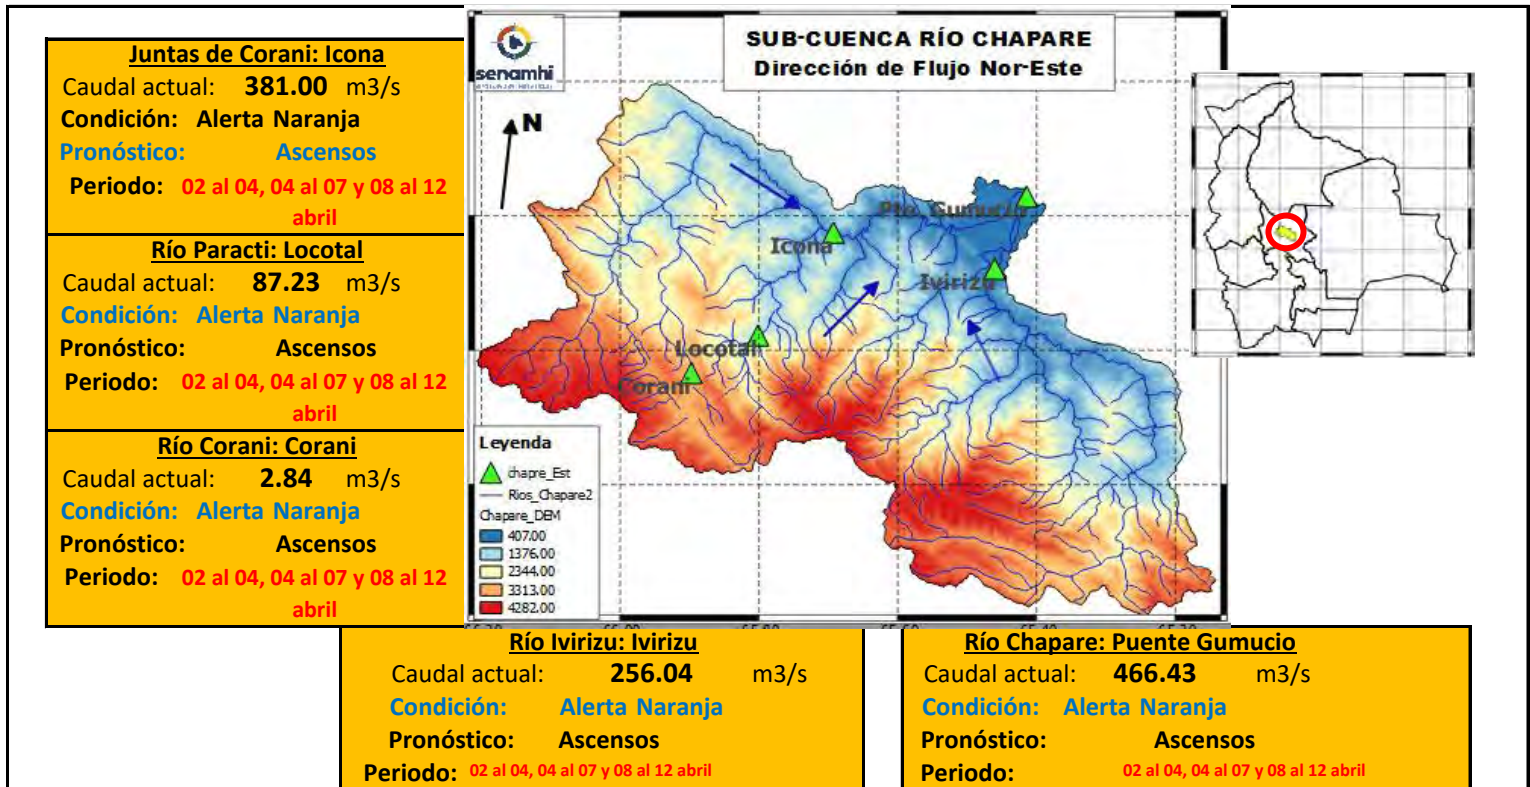 Juntas de Corani: Icona
Caudal actual: 381.00 m3/s
Condición: Alerta Naranja
Pronóstico: Ascensos
Periodo: 02 al 04, 04 al 07 y 08 al 12
abril
Río Paracti: Locotal
Caudal actual: 87.23 m3/s
Condición: Alerta Naranja
Pronóstico: Ascensos
Periodo: 02 al 04, 04 al 07 y 08 al 12
abril
Río Corani: Corani
Caudal actual: 2.84 m3/s
Condición: Alerta Naranja
Pronóstico: Ascensos
Periodo: 02 al 04, 04 al 07 y 08 al 12
abril
senamhi
SUB-CUENCA RÍO CHAPARE
Dirección de Flujo Nor-Este
N
Pto. Gumucio
Icona
Ivirizu
Locotal
Corani
Leyenda
chapre_Est
Rios_Chapare2
Chapare_DEM
407.00
1376.00
2344.00
3313.00
4282.00
Río Ivirizu: Ivirizu
Caudal actual: 256.04 m3/s
Condición: Alerta Naranja
Pronóstico: Ascensos
Periodo: 02 al 04, 04 al 07 y 08 al 12 abril
Río Chapare: Puente Gumucio
Caudal actual: 466.43 m3/s
Condición: Alerta Naranja
Pronóstico: Ascensos
Periodo: 02 al 04, 04 al 07 y 08 al 12 abril